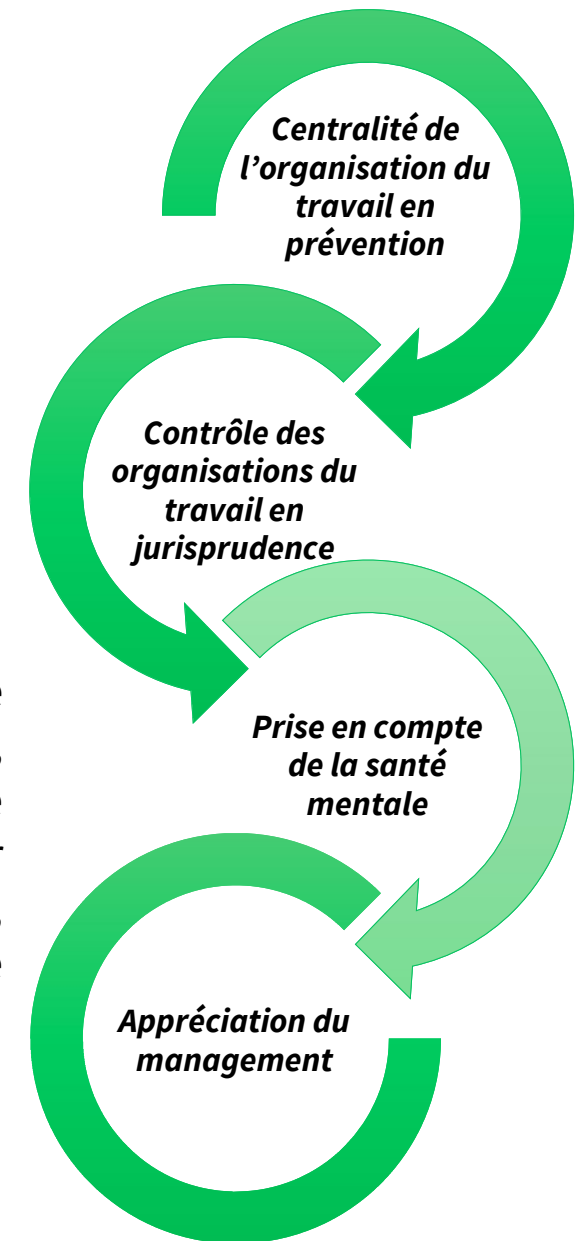 Centralité de
l’organisation du
travail en
prévention
Contrôle des
organisations du
travail en
jurisprudence
Prise en compte
de la santé
mentale
Appréciation du
management